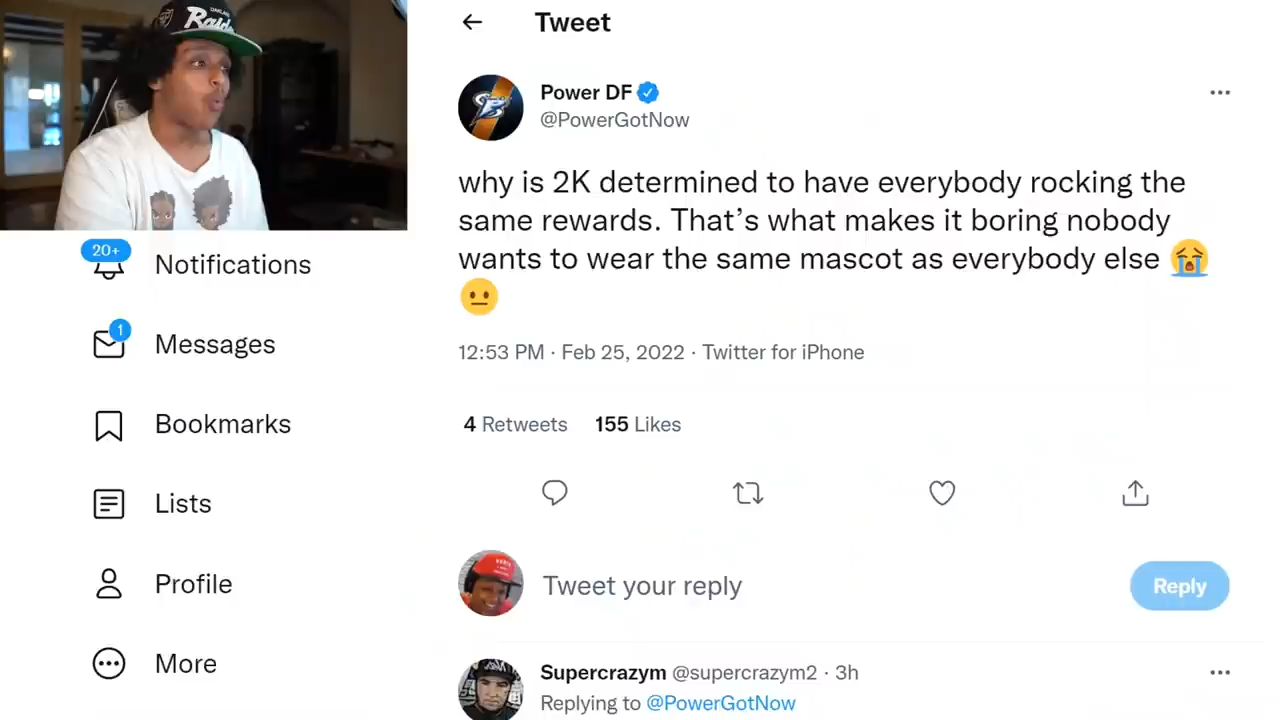 Raide
Tweet
Power DF
@PowerGotNow
why is 2K determined to have everybody rocking the
same rewards. That’s what makes it boring nobody
wants to wear the same mascot as everybody else 😭
😐
12:53 PM · Feb 25, 2022 · Twitter for iPhone
4 Retweets 155 Likes
Tweet your reply
Reply
Supercrazym @supercrazym2 · 3h
Replying to @PowerGotNow
20+
Notifications
1
Messages
Bookmarks
Lists
Profile
More